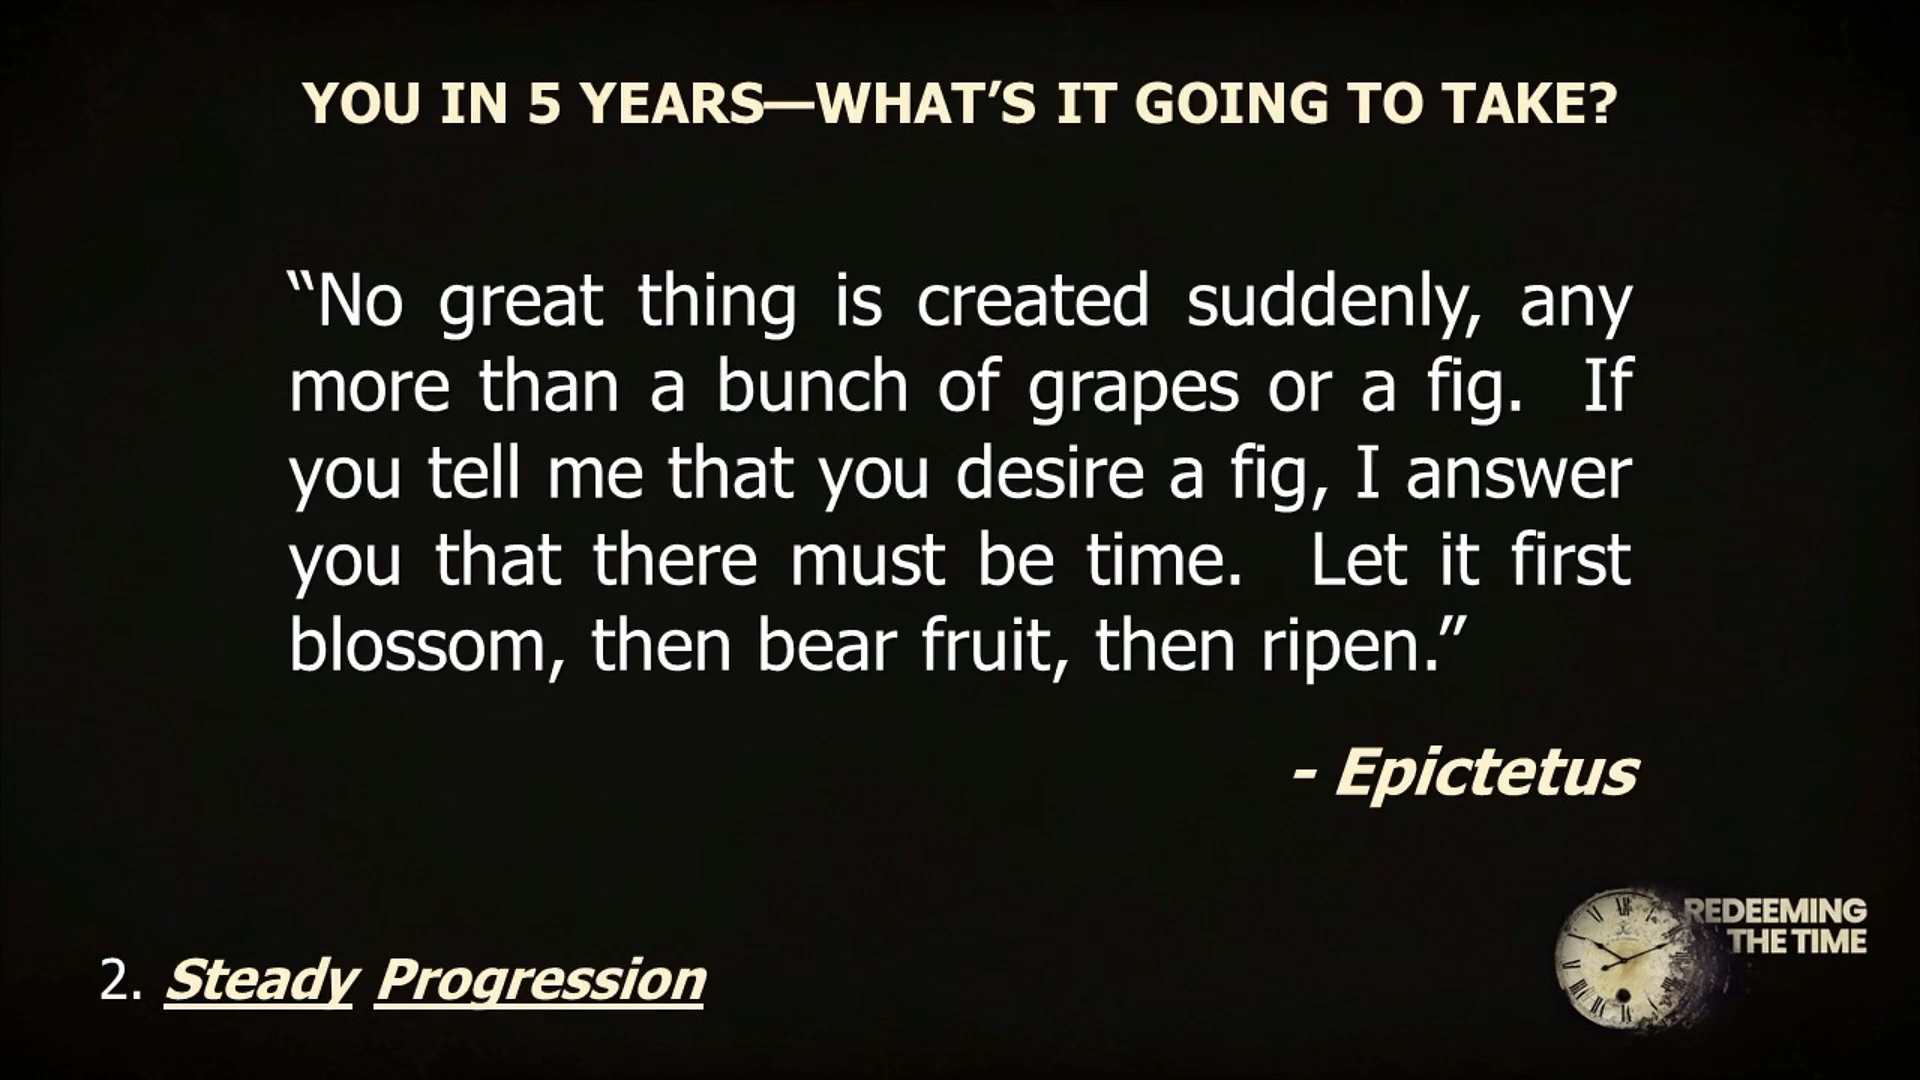 YOU IN 5 YEARS—WHAT’S IT GOING TO TAKE?
“No great thing is created suddenly, any
more than a bunch of grapes or a fig.  If
you tell me that you desire a fig, I answer
you that there must be time.  Let it first
blossom, then bear fruit, then ripen.”
- Epictetus
REDEEMING
THE TIME
2. Steady Progression